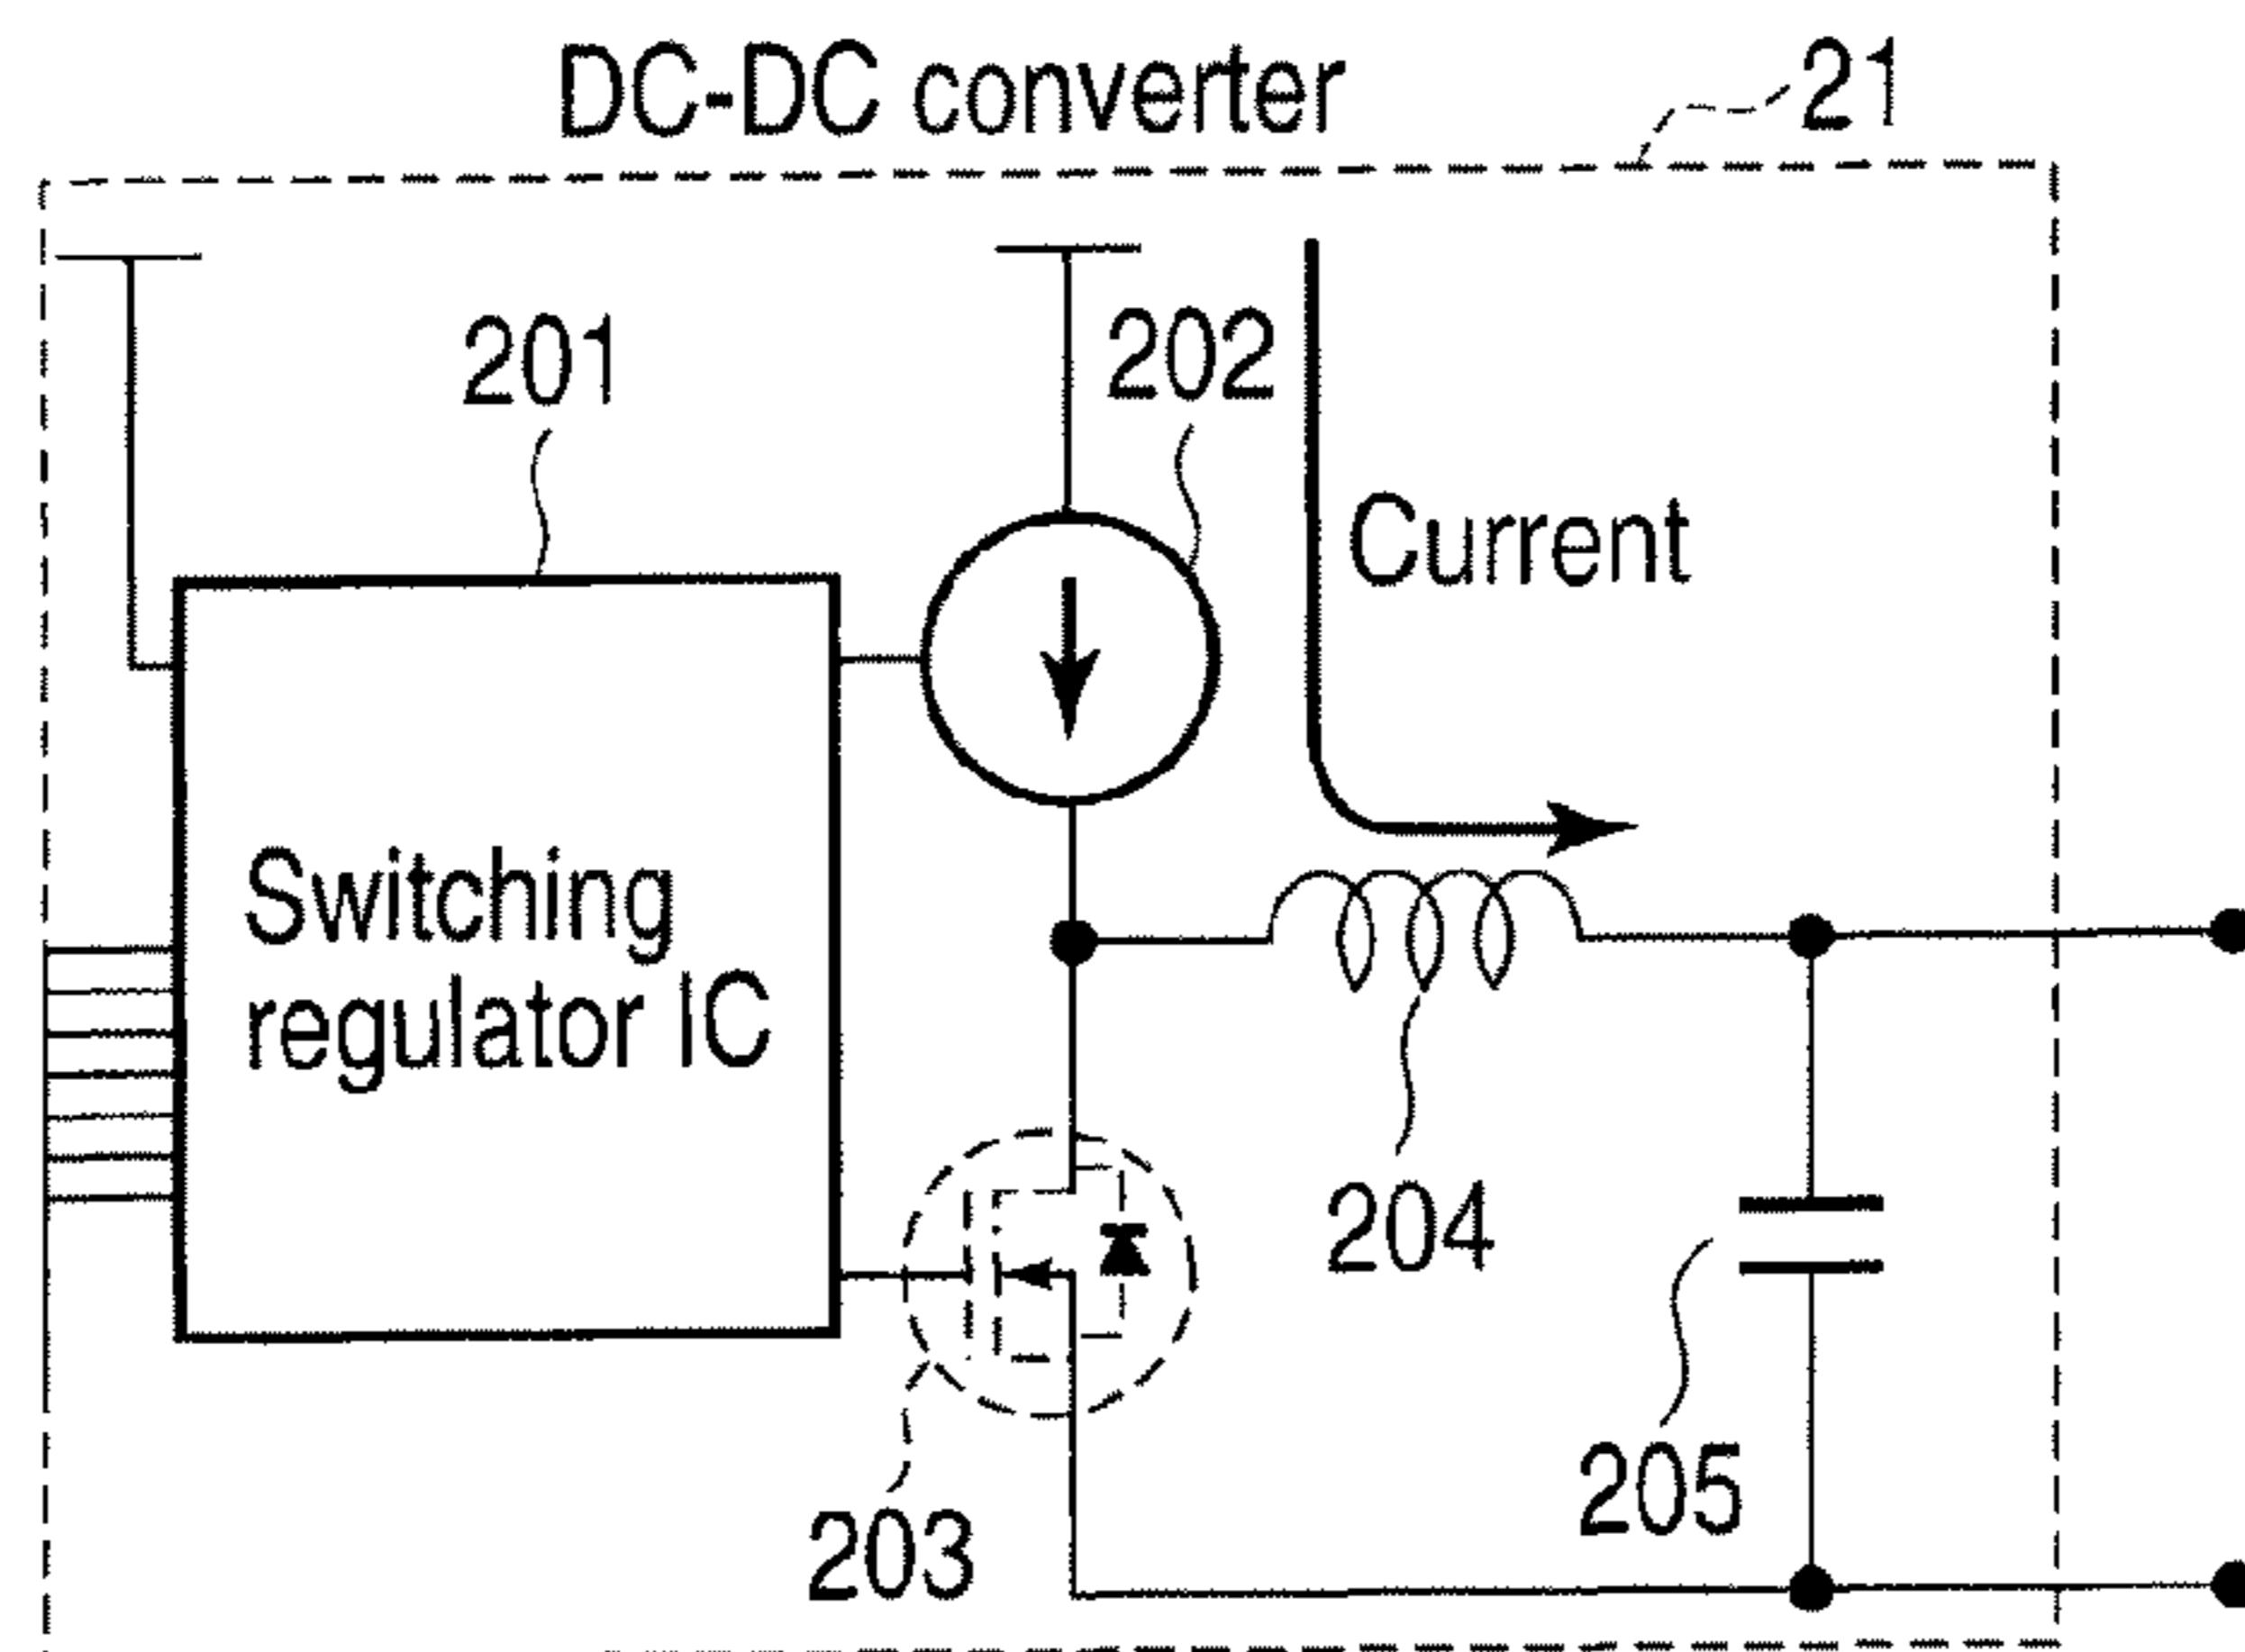 DC-DC converter
21
201
202
Current
Switching
regulator IC
204
205
203